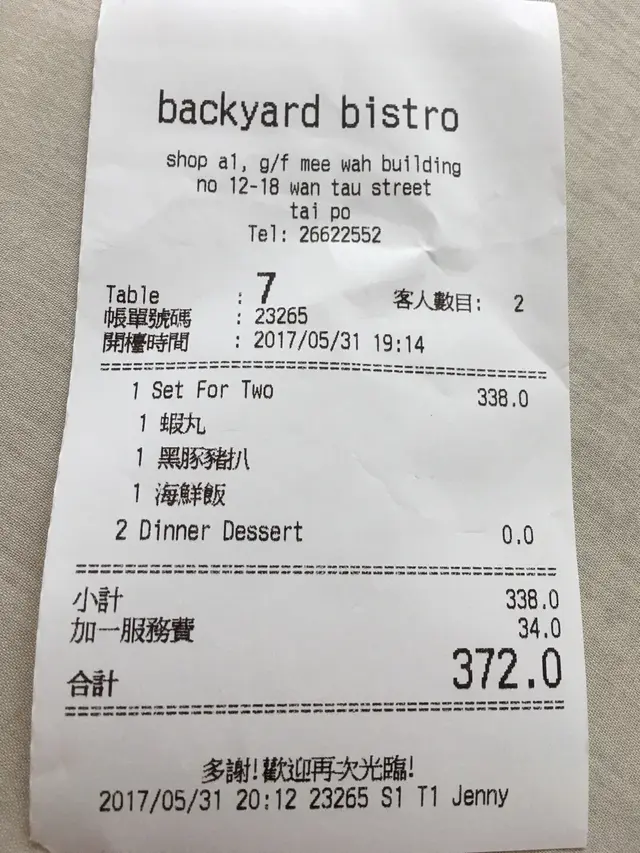 backyard bistro
shop a1, g/f mee wah building
no 12-18 wan tau street
tai po
Tel: 26622552
Table : 7 客人數目: 2
帳單號碼 : 23265
開檯時間 : 2017/05/31 19:14
1 Set For Two 338.0
1 蝦丸
1 黑豚豬扒
1 海鮮飯
2 Dinner Dessert 0.0
小計 338.0
加一服務費 34.0
合計 372.0
多謝!歡迎再次光臨!
2017/05/31 20:12 23265 S1 T1 Jenny